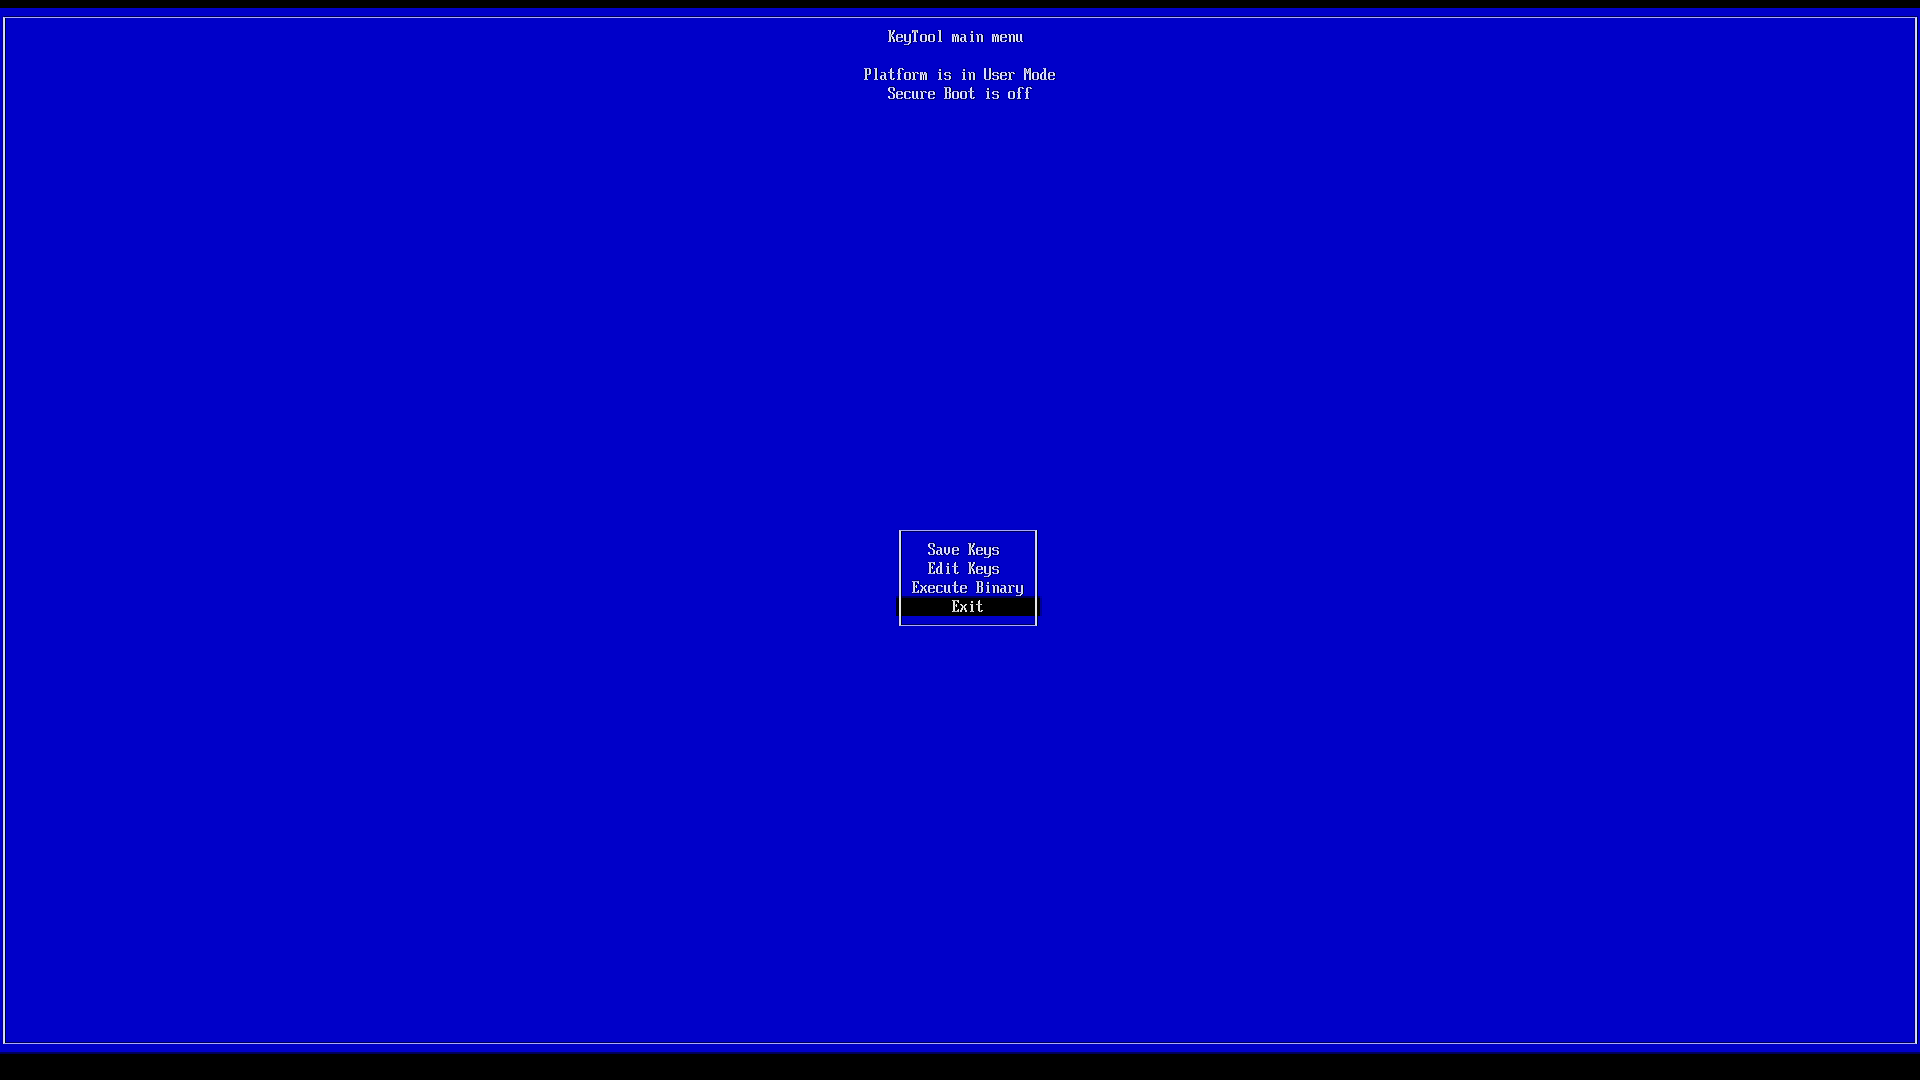 KeyTool main menu
Platform is in User Mode
Secure Boot is off
Save Keys
Edit Keys
Execute Binary
Exit